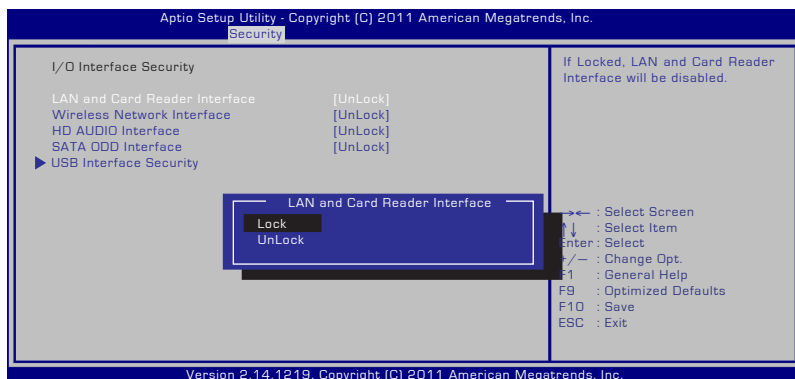 Aptio Setup Utility - Copyright (C) 2011 American Megatrends, Inc.
Security
I/O Interface Security
LAN and Card Reader Interface [UnLock]
Wireless Network Interface [UnLock]
HD AUDIO Interface [UnLock]
SATA ODD Interface [UnLock]
USB Interface Security
If Locked, LAN and Card Reader
Interface will be disabled.
LAN and Card Reader Interface
Lock
UnLock
→← : Select Screen
↑↓ : Select Item
Enter : Select
+/— : Change Opt.
F1 : General Help
F9 : Optimized Defaults
F10 : Save
ESC : Exit
Version 2.14.1219. Copyright (C) 2011 American Megatrends, Inc.